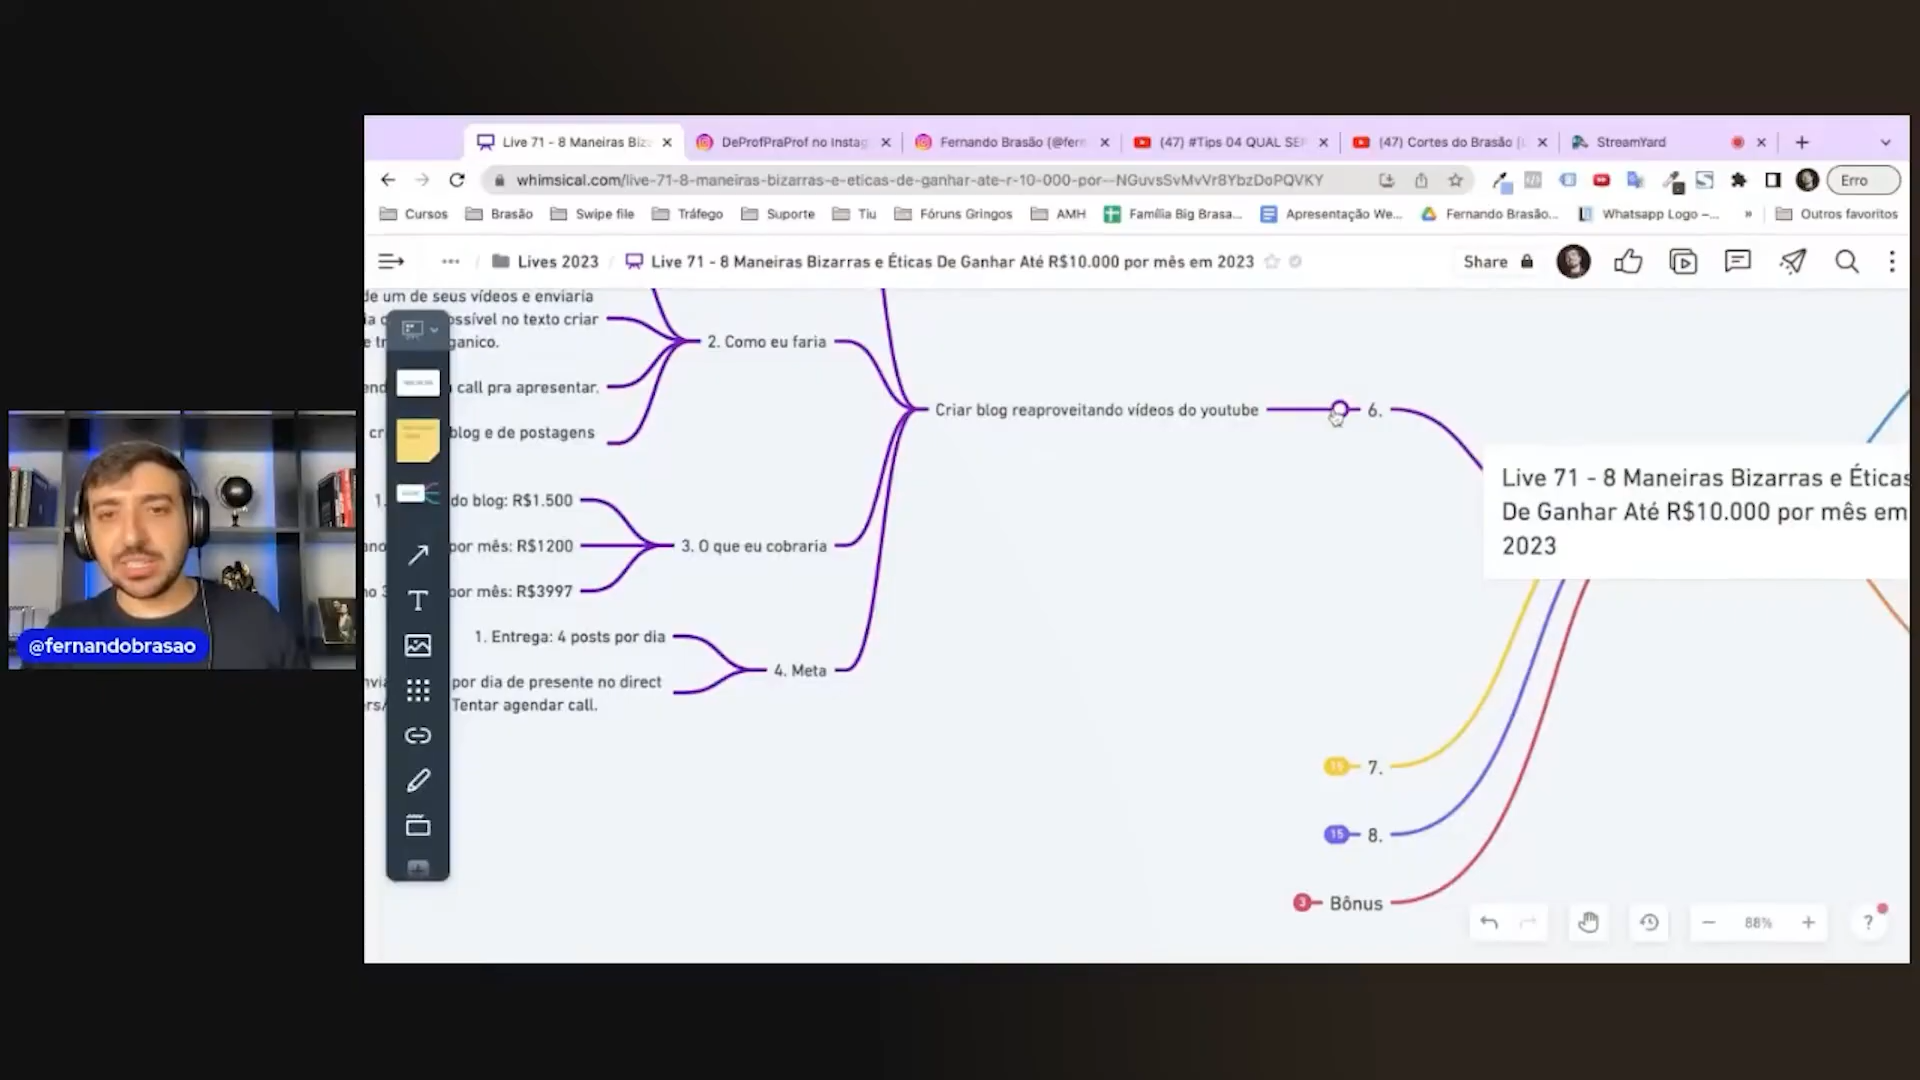 Live 71 - 8 Maneiras Biz
DeProfPraProf no Instag
Fernando Brasão (@fern
(47) #Tips 04 QUAL SER
(47) Cortes do Brasão (L
StreamYard
whimsical.com/live-71-8-maneiras-bizarras-e-eticas-de-ganhar-ate-r-10-000-por--NGuvsSvMvVr8YbzDoPQVKY
Erro
Cursos
Brasão
Swipe file
Tráfego
Suporte
Tiu
Fóruns Gringos
AMH
Família Big Brasa...
Apresentação We...
Fernando Brasão...
Whatsapp Logo –...
»
Outros favoritos
Lives 2023
Live 71 - 8 Maneiras Bizarras e Éticas De Ganhar Até R$10.000 por mês em 2023
Share
de um de seus vídeos e enviaria
ossível no texto criar
ganico.
call pra apresentar.
blog e de postagens
2. Como eu faria
Criar blog reaproveitando vídeos do youtube
6.
Live 71 - 8 Maneiras Bizarras e Éticas
De Ganhar Até R$10.000 por mês em
2023
1.
do blog: R$1.500
por mês: R$1200
por mês: R$3997
3. O que eu cobraria
1. Entrega: 4 posts por dia
por dia de presente no direct
Tentar agendar call.
4. Meta
7.
15
8.
3
Bônus
88%
?
@fernandobrasao